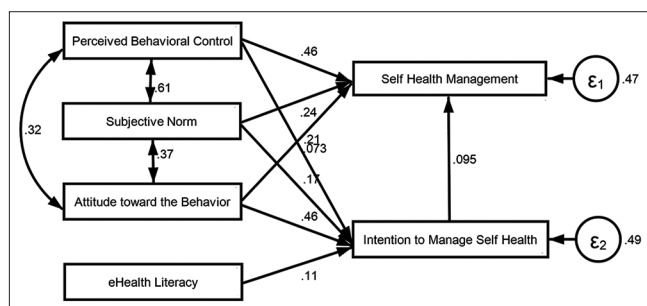 Perceived Behavioral Control
.46
Self Health Management
ε1
.47
.61
Subjective Norm
.24
.32
.21
.073
.37
.095
.17
Attitude toward the Behavior
.46
Intention to Manage Self Health
ε2
.49
eHealth Literacy
.11